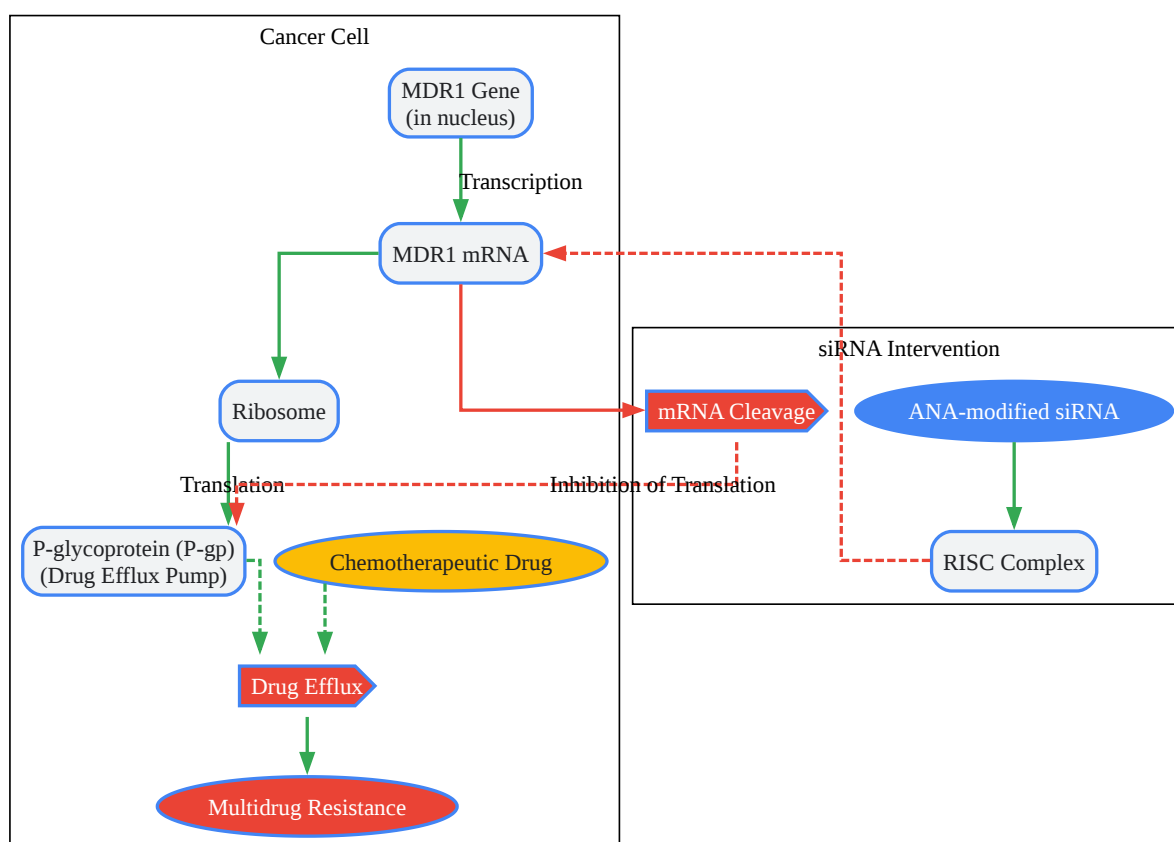 Cancer Cell
MDR1 Gene
(in nucleus)
Transcription
MDR1 mRNA
siRNA Intervention
Ribosome
mRNA Cleavage
ANA-modified siRNA
Translation
Inhibition of Translation
P-glycoprotein (P-gp)
(Drug Efflux Pump)
Chemotherapeutic Drug
RISC Complex
Drug Efflux
Multidrug Resistance